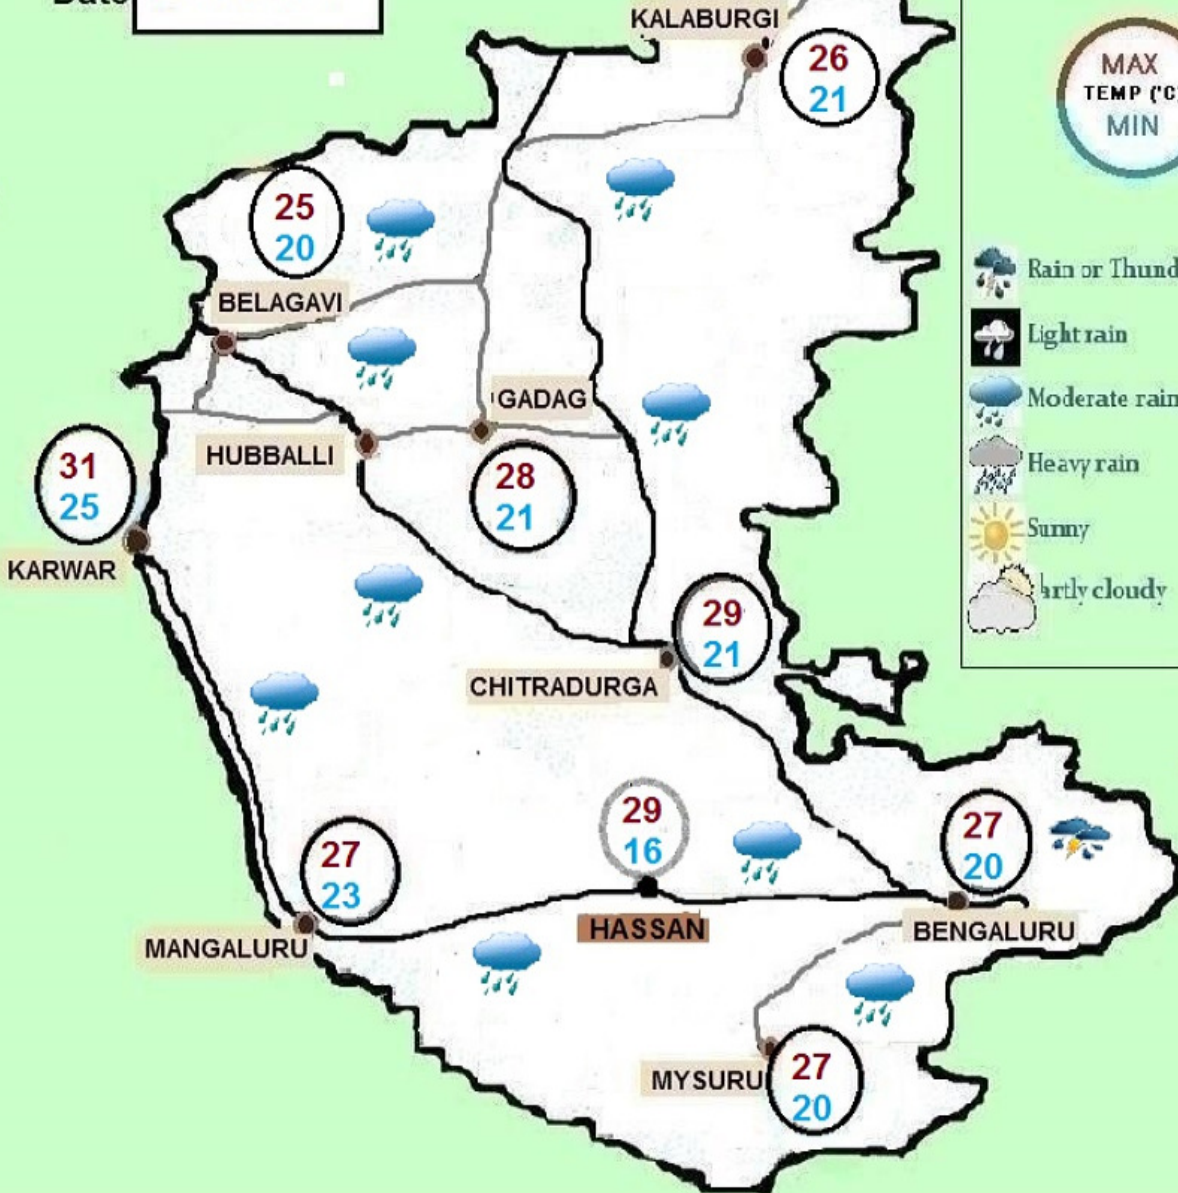 Date
KALABURGI
26
21
MAX
TEMP (°C
MIN
25
20
BELAGAVI
Rain or Thund
Light rain
Moderate rain
Heavy rain
Sunny
artly cloudy
GADAG
HUBBALLI
28
21
31
25
KARWAR
29
21
CHITRADURGA
29
16
HASSAN
27
20
BENGALURU
27
23
MANGALURU
MYSURU
27
20